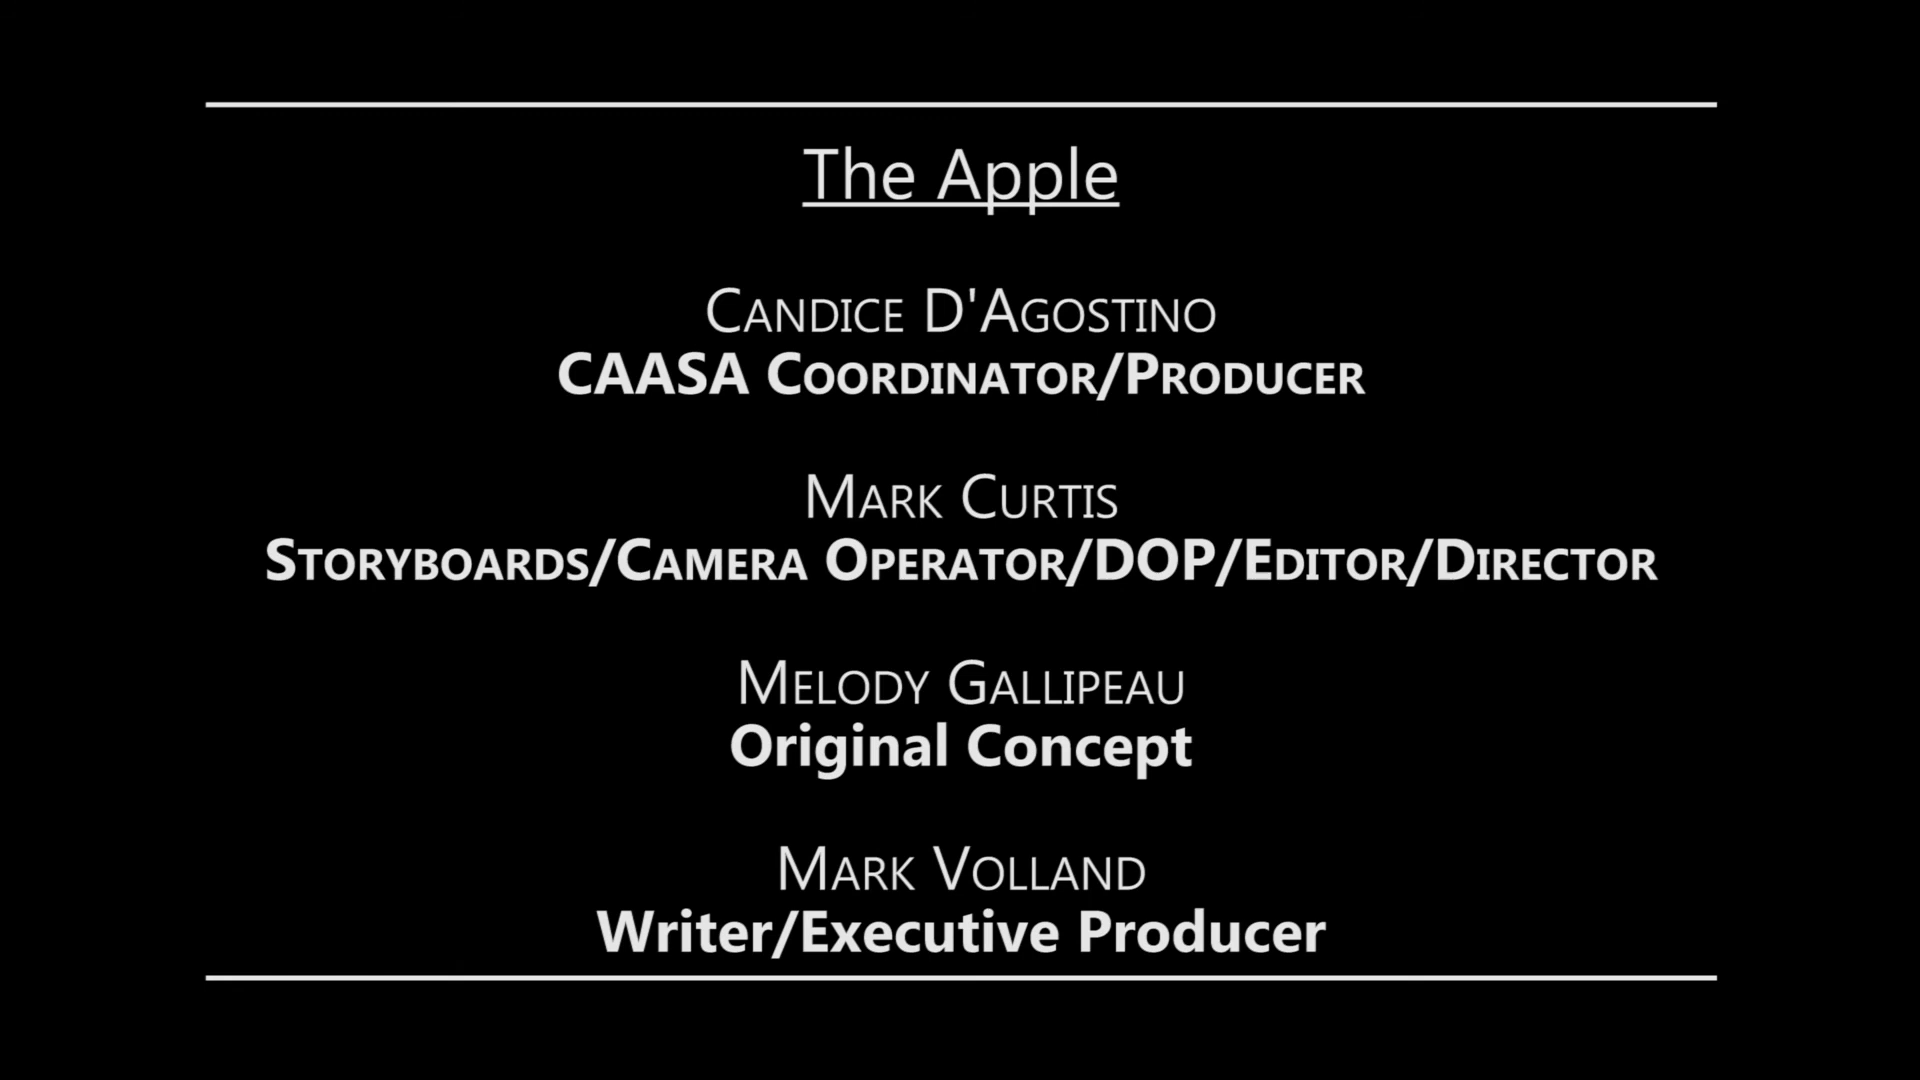 The Apple
Candice D'Agostino
CAASA Coordinator/Producer
Mark Curtis
Storyboards/Camera Operator/DOP/Editor/Director
Melody Gallipeau
Original Concept
Mark Volland
Writer/Executive Producer